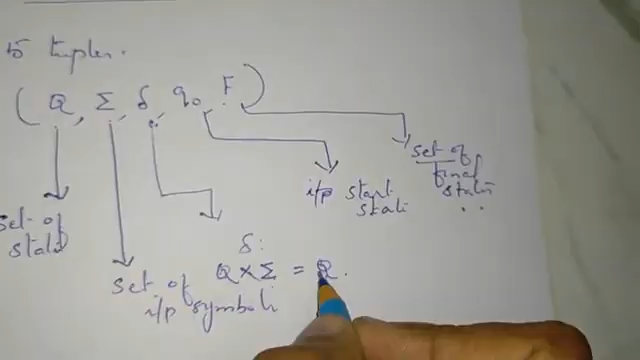 5 tuples.
(Q, Σ, δ, q₀, F)
set of
states
set of
i/p symbols
δ:
Q × Σ = Q.
i/p start
state
set of
final
states